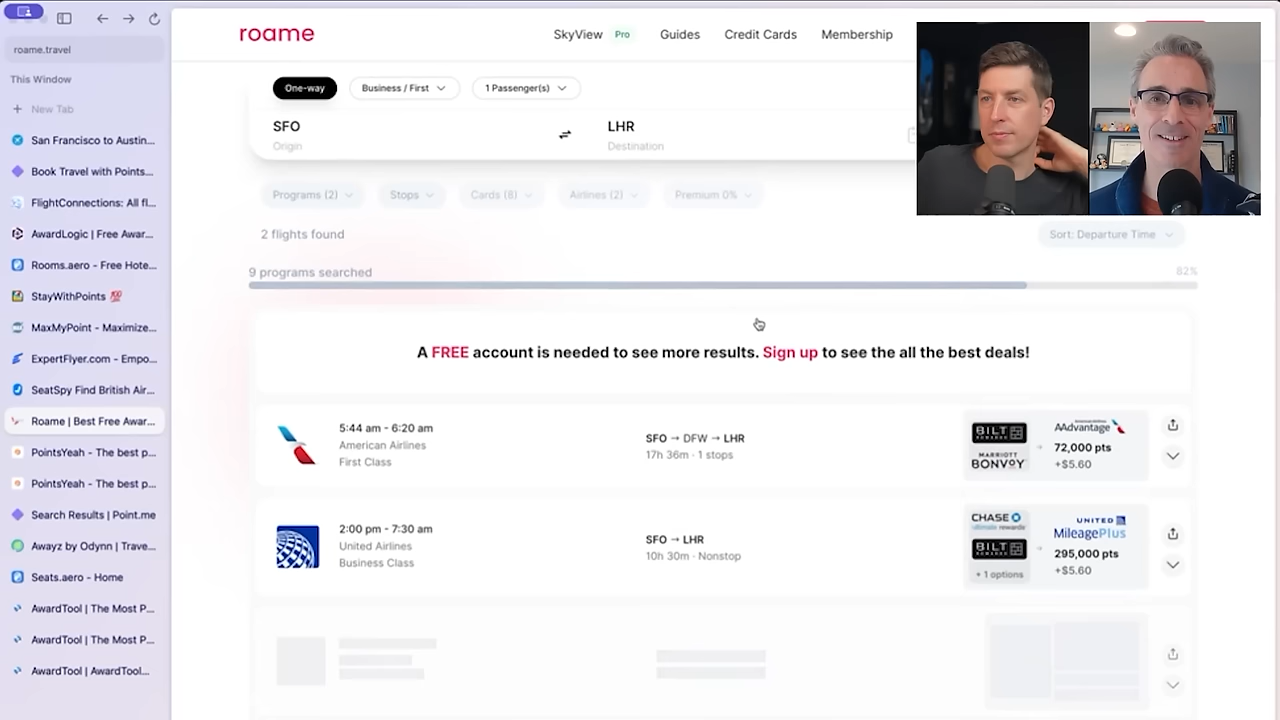 roame.travel
This Window
New Tab
San Francisco to Austin...
Book Travel with Points...
FlightConnections: All fl...
AwardLogic | Free Awar...
Rooms.aero - Free Hote...
StayWithPoints 💯
MaxMyPoint - Maximize...
ExpertFlyer.com - Empo...
SeatSpy Find British Air...
Roame | Best Free Awar...
PointsYeah - The best p...
PointsYeah - The best p...
Search Results | Point.me
Awayz by Odynn | Trave...
Seats.aero - Home
AwardTool | The Most P...
AwardTool | The Most P...
AwardTool | AwardTool...
roame
SkyView Pro Guides Credit Cards Membership
One-way Business / First 1 Passenger(s)
SFO LHR
Origin Destination
Programs (2) Stops Cards (6) Airlines (2) Premium 0%
2 flights found Sort: Departure Time
9 programs searched 82%
A FREE account is needed to see more results. Sign up to see the all the best deals!
5:44 am - 6:20 am
American Airlines
First Class
SFO → DFW → LHR
17h 36m · 1 stops
BILT REWARDS
MARRIOTT BONVOY
AAdvantage
72,000 pts
+$5.60
2:00 pm - 7:30 am
United Airlines
Business Class
SFO → LHR
10h 30m · Nonstop
CHASE
ultimate rewards
BILT REWARDS
+ 1 options
UNITED
MileagePlus
295,000 pts
+$5.60